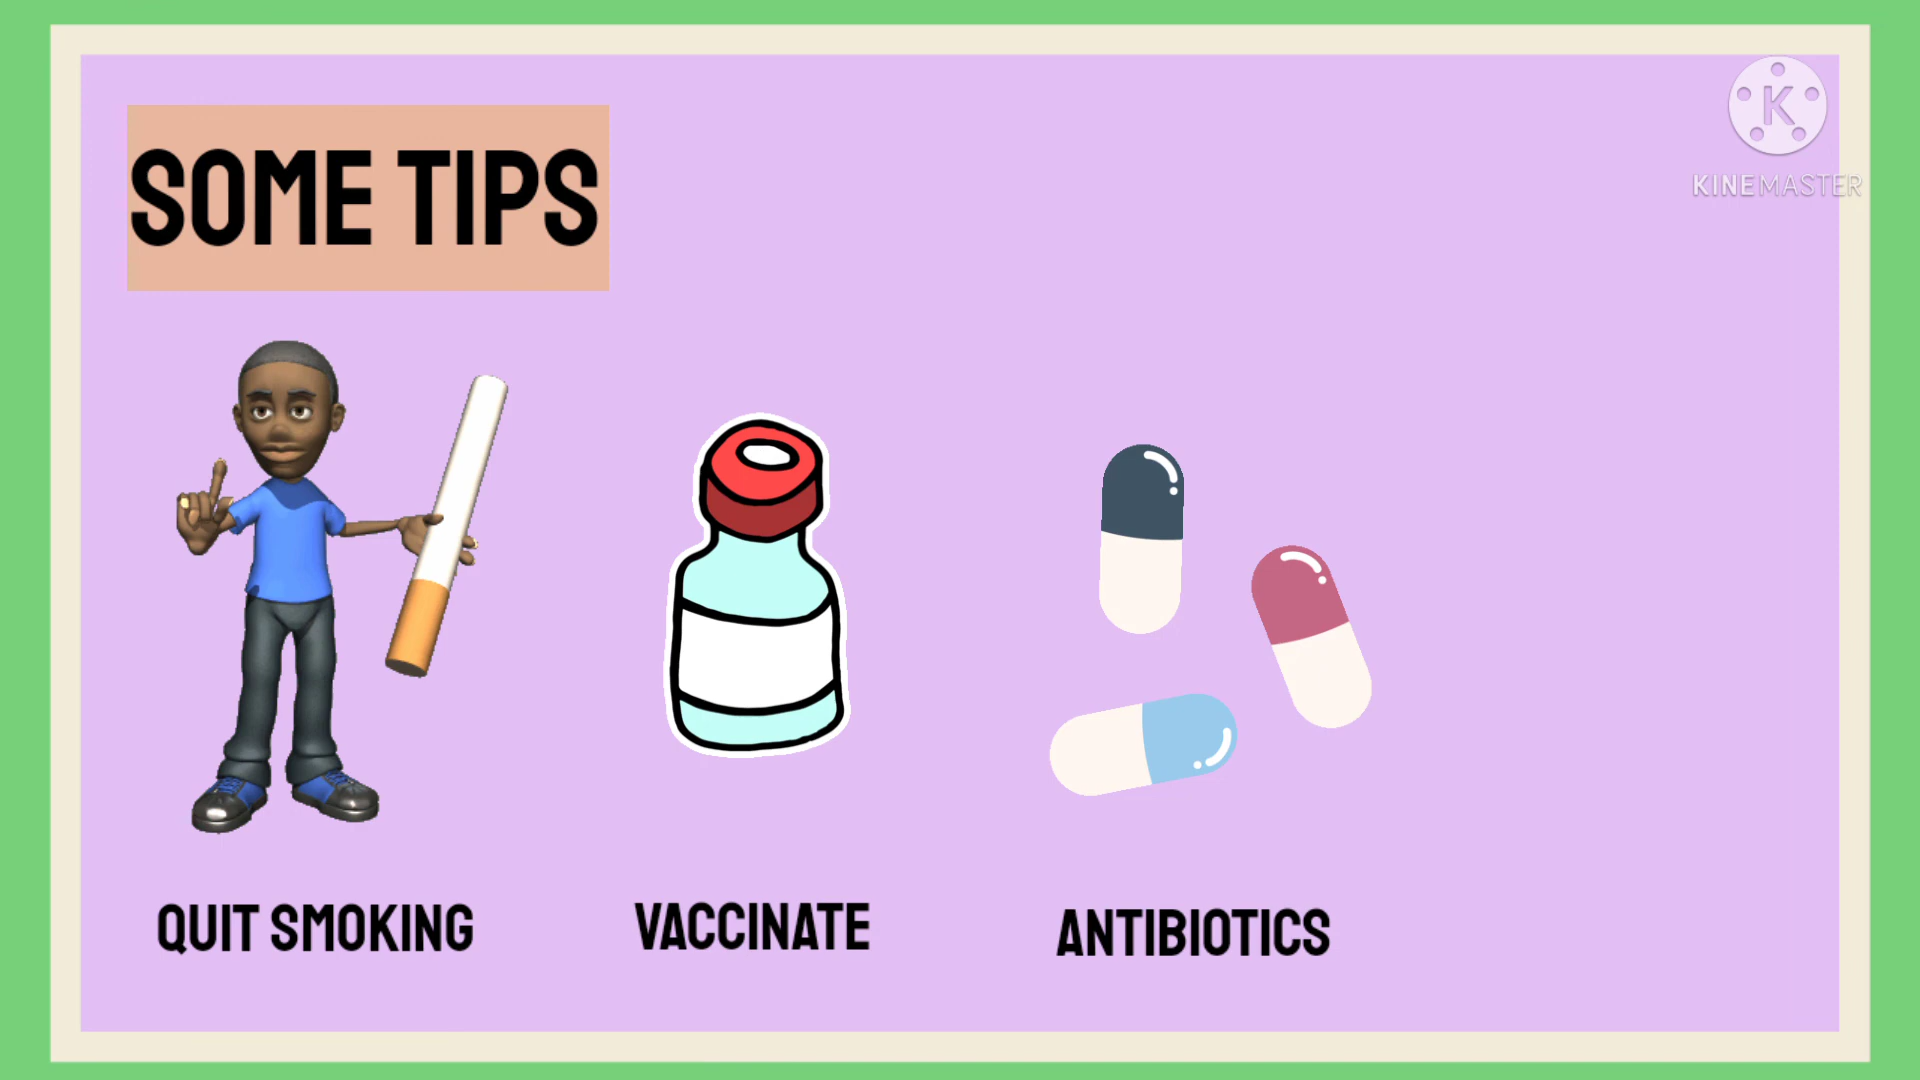 SOME TIPS
K
KINEMASTER
QUIT SMOKING
VACCINATE
ANTIBIOTICS